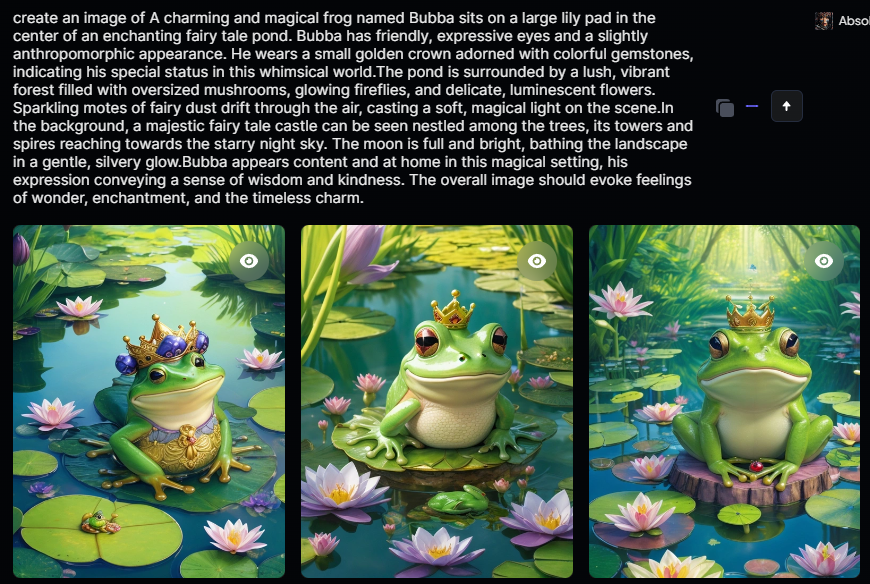 create an image of A charming and magical frog named Bubba sits on a large lily pad in the
center of an enchanting fairy tale pond. Bubba has friendly, expressive eyes and a slightly
anthropomorphic appearance. He wears a small golden crown adorned with colorful gemstones,
indicating his special status in this whimsical world.The pond is surrounded by a lush, vibrant
forest filled with oversized mushrooms, glowing fireflies, and delicate, luminescent flowers.
Sparkling motes of fairy dust drift through the air, casting a soft, magical light on the scene.In
the background, a majestic fairy tale castle can be seen nestled among the trees, its towers and
spires reaching towards the starry night sky. The moon is full and bright, bathing the landscape
in a gentle, silvery glow.Bubba appears content and at home in this magical setting, his
expression conveying a sense of wisdom and kindness. The overall image should evoke feelings
of wonder, enchantment, and the timeless charm.
Absol